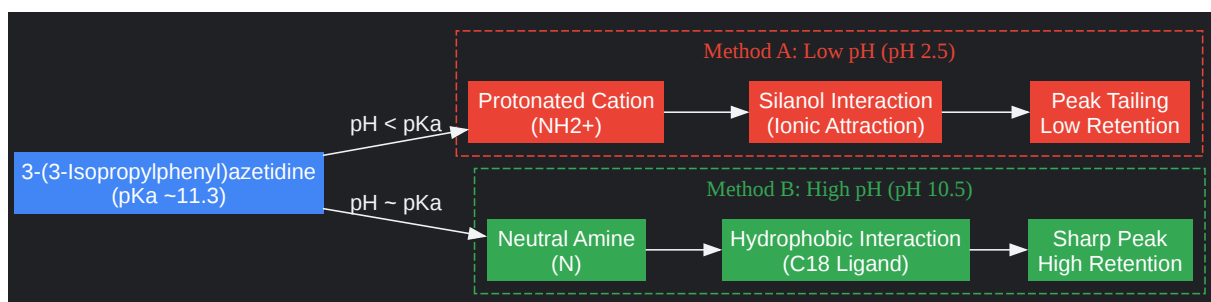 Method A: Low pH (pH 2.5)
Protonated Cation
(NH2+)
Silanol Interaction
(Ionic Attraction)
Peak Tailing
Low Retention
pH < pKa
3-(3-Isopropylphenyl)azetidine
(pKa ~11.3)
pH ~ pKa
Method B: High pH (pH 10.5)
Neutral Amine
(N)
Hydrophobic Interaction
(C18 Ligand)
Sharp Peak
High Retention